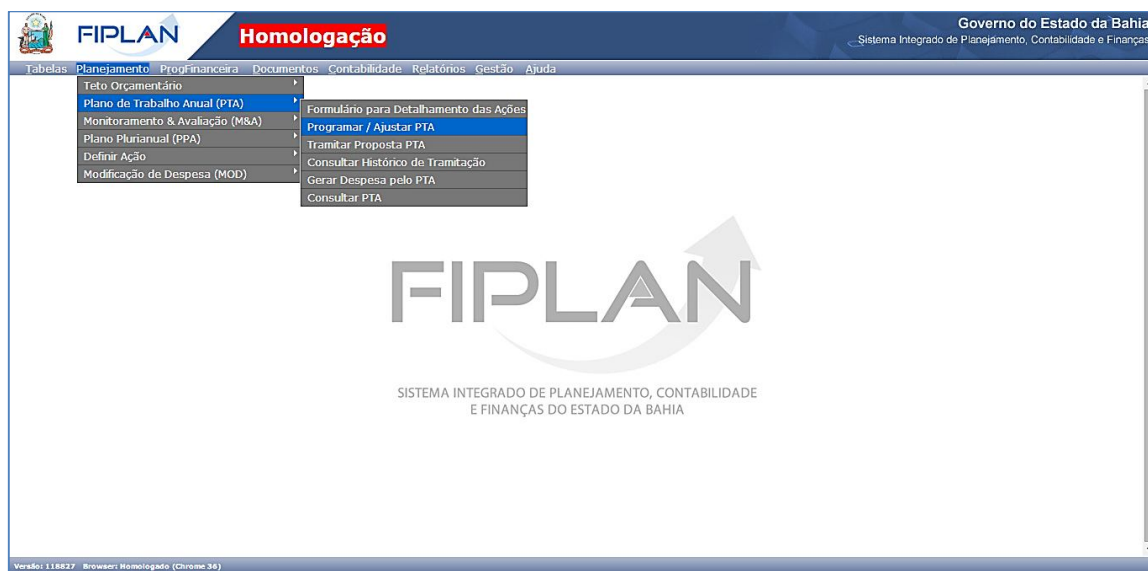 FIPLAN
Homologação
Governo do Estado da Bahia
Sistema Integrado de Planejamento, Contabilidade e Finanças
Tabelas Planejamento ProgFinanceira Documentos Contabilidade Relatórios Gestão Ajuda
Teto Orçamentário
Plano de Trabalho Anual (PTA)
Monitoramento & Avaliação (M&A)
Plano Plurianual (PPA)
Definir Ação
Modificação de Despesa (MOD)
Formulário para Detalhamento das Ações
Programar / Ajustar PTA
Tramitar Proposta PTA
Consultar Histórico de Tramitação
Gerar Despesa pelo PTA
Consultar PTA
FIPLAN
SISTEMA INTEGRADO DE PLANEJAMENTO, CONTABILIDADE
E FINANÇAS DO ESTADO DA BAHIA
Versão: 118827 Browser: Homologado (Chrome 36)